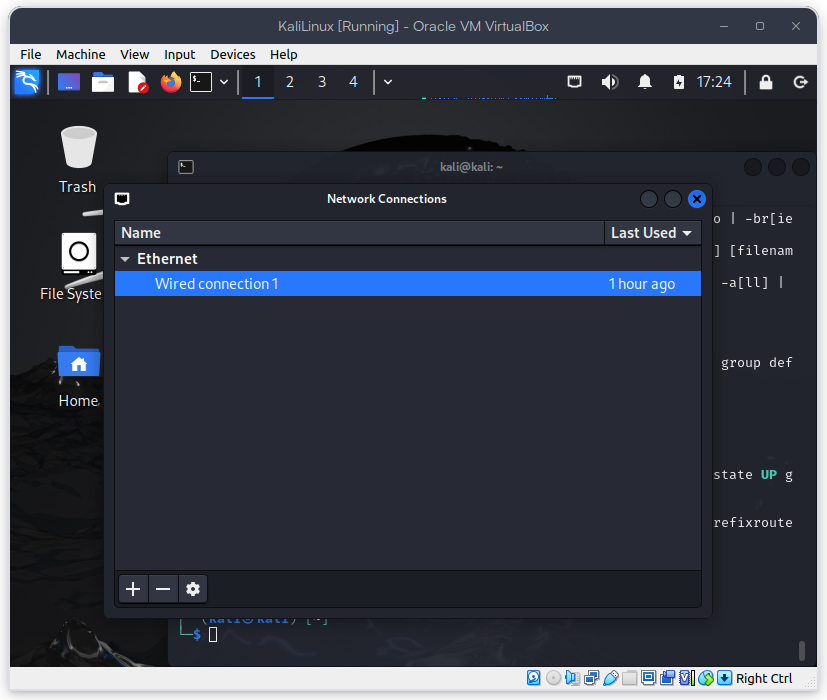 KaliLinux [Running] - Oracle VM VirtualBox
File Machine View Input Devices Help
1 2 3 4 17:24
Trash
File Syste
Home
kali@kali: ~
o | -br[ie
] [filenam
-a[ll] |
group def
state UP g
refixroute
Network Connections
Name Last Used
Ethernet
Wired connection 1 1 hour ago
(kali㉿kali) [~]
$
Right Ctrl